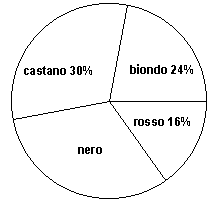 castano 30%
biondo 24%
rosso 16%
nero